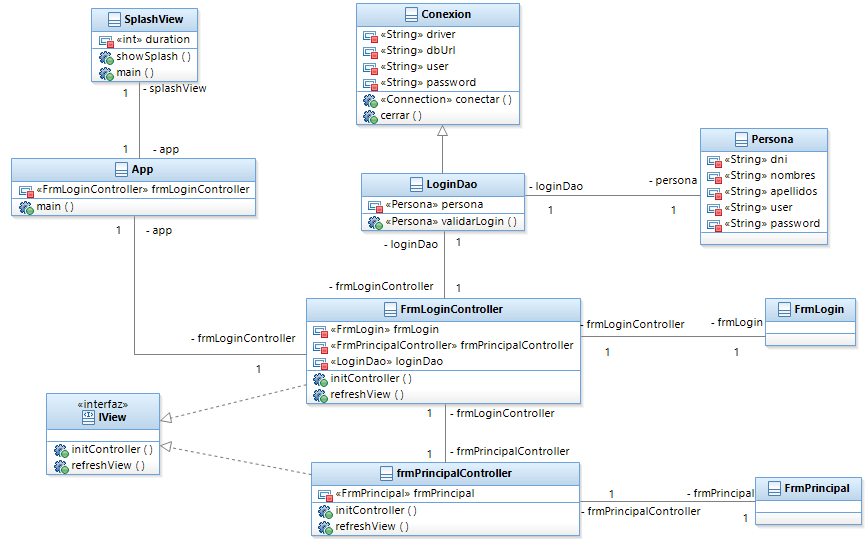 SplashView
«int» duration
showSplash ()
main ()
1
- splashView
1
- app
App
«FrmLoginController» frmLoginController
main ()
1
- app
Conexion
«String» driver
«String» dbUrl
«String» user
«String» password
«Connection» conectar ()
cerrar ()
LoginDao
«Persona» persona
«Persona» validarLogin ()
- loginDao
1
- persona
1
Persona
«String» dni
«String» nombres
«String» apellidos
«String» user
«String» password
- loginDao
1
- frmLoginController
1
FrmLoginController
«FrmLogin» frmLogin
«FrmPrincipalController» frmPrincipalController
«LoginDao» loginDao
initController ()
refreshView ()
- frmLoginController
1
- frmLoginController
1
- frmLogin
1
FrmLogin
«interfaz»
IView
initController ()
refreshView ()
1
- frmLoginController
1
- frmPrincipalController
frmPrincipalController
«FrmPrincipal» frmPrincipal
initController ()
refreshView ()
1
- frmPrincipalController
- frmPrincipal
1
FrmPrincipal